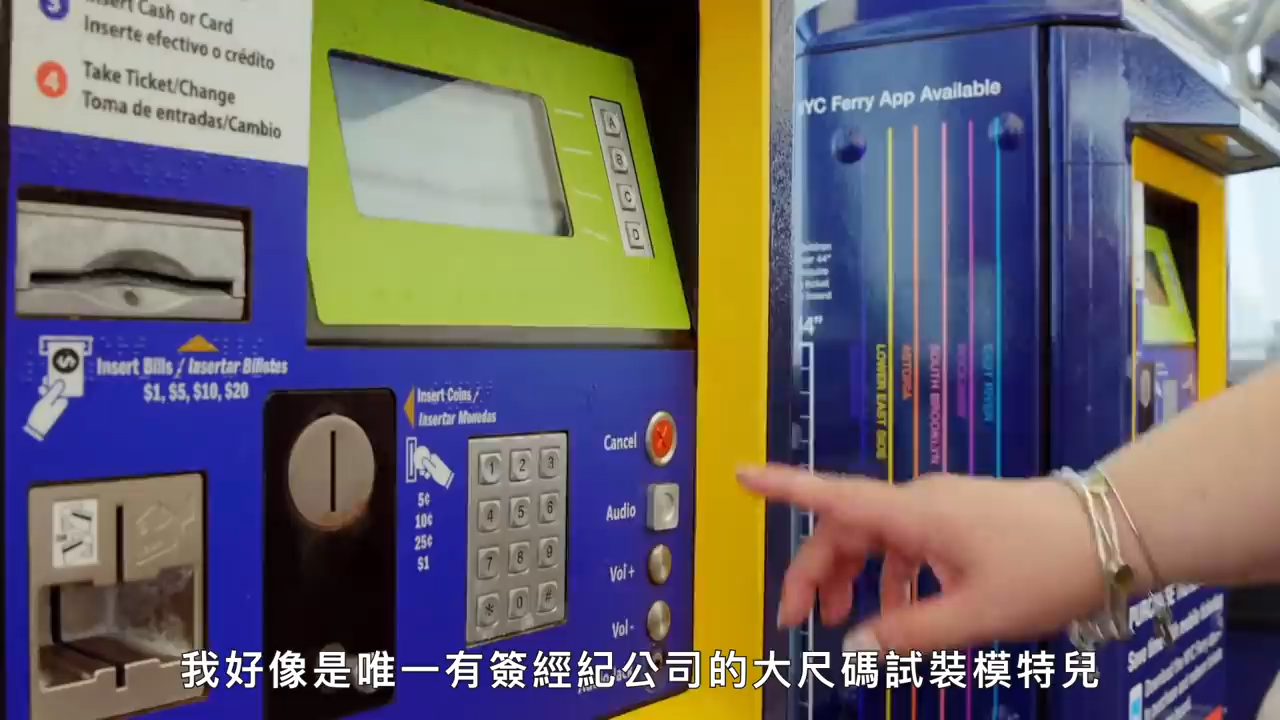 3
Insert Cash or Card
Inserte efectivo o crédito
4
Take Ticket/Change
Toma de entradas/Cambio
A
B
C
D
Insert Bills / Insertar Billetes
$1, $5, $10, $20
Insert Coins /
Insertar Monedas
5¢
10¢
25¢
$1
1 2 3
4 5 6
7 8 9
* 0 #
Cancel
Audio
Vol +
Vol -
NYC Ferry App Available
LOWER EAST SIDE
ASTORIA
SOUTH BROOKLYN
EAST RIVER
我好像是唯一有簽經紀公司的大尺碼試裝模特兒